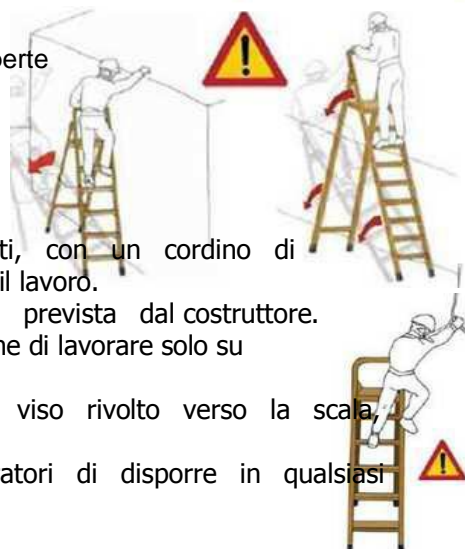 perte
ti, con un cordino di
il lavoro.
prevista dal costruttore.
ne di lavorare solo su
viso rivolto verso la scala,
atori di disporre in qualsiasi